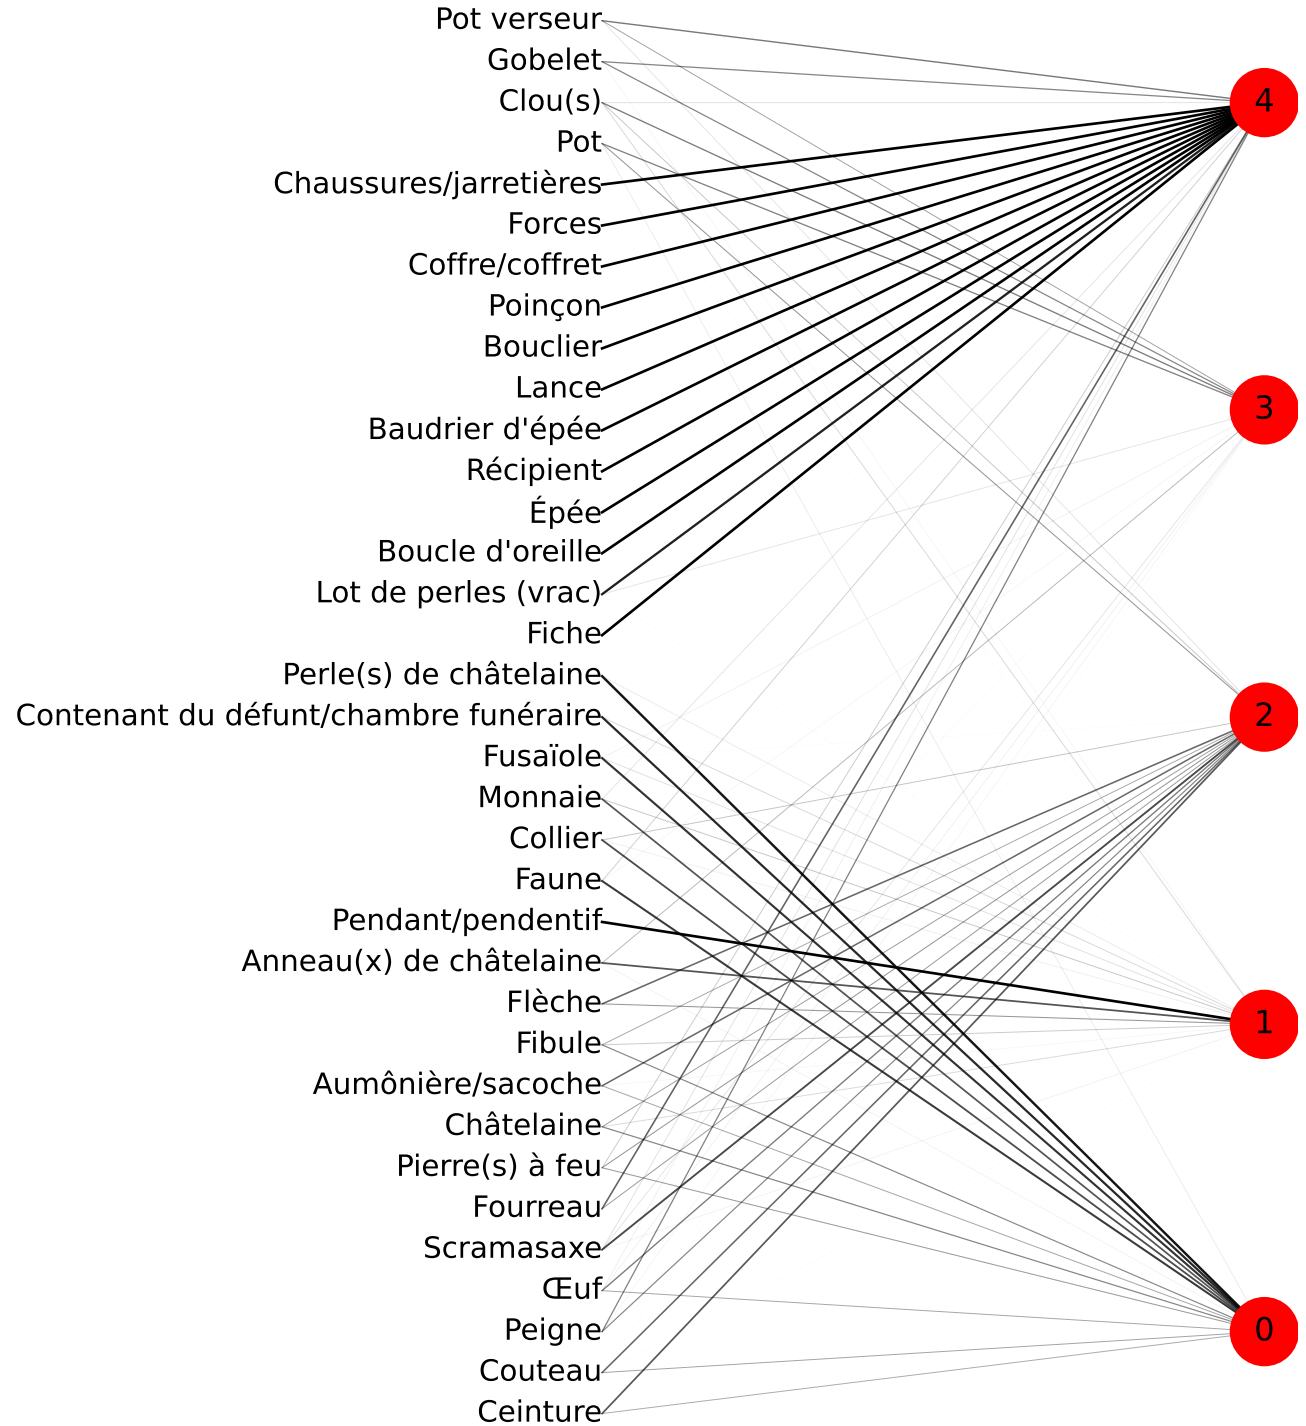 Pot verseur
Gobelet
Clou(s)
Pot
Chaussures/jarretières
Forces
Coffre/coffret
Poinçon
Bouclier
Lance
Baudrier d'épée
Récipient
Épée
Boucle d'oreille
Lot de perles (vrac)
Fiche
Perle(s) de châtelaine
Contenant du défunt/chambre funéraire
Fusaïole
Monnaie
Collier
Faune
Pendant/pendentif
Anneau(x) de châtelaine
Flèche
Fibule
Aumônière/sacoche
Châtelaine
Pierre(s) à feu
Fourreau
Scramasaxe
Œuf
Peigne
Couteau
Ceinture
4
3
2
1
0